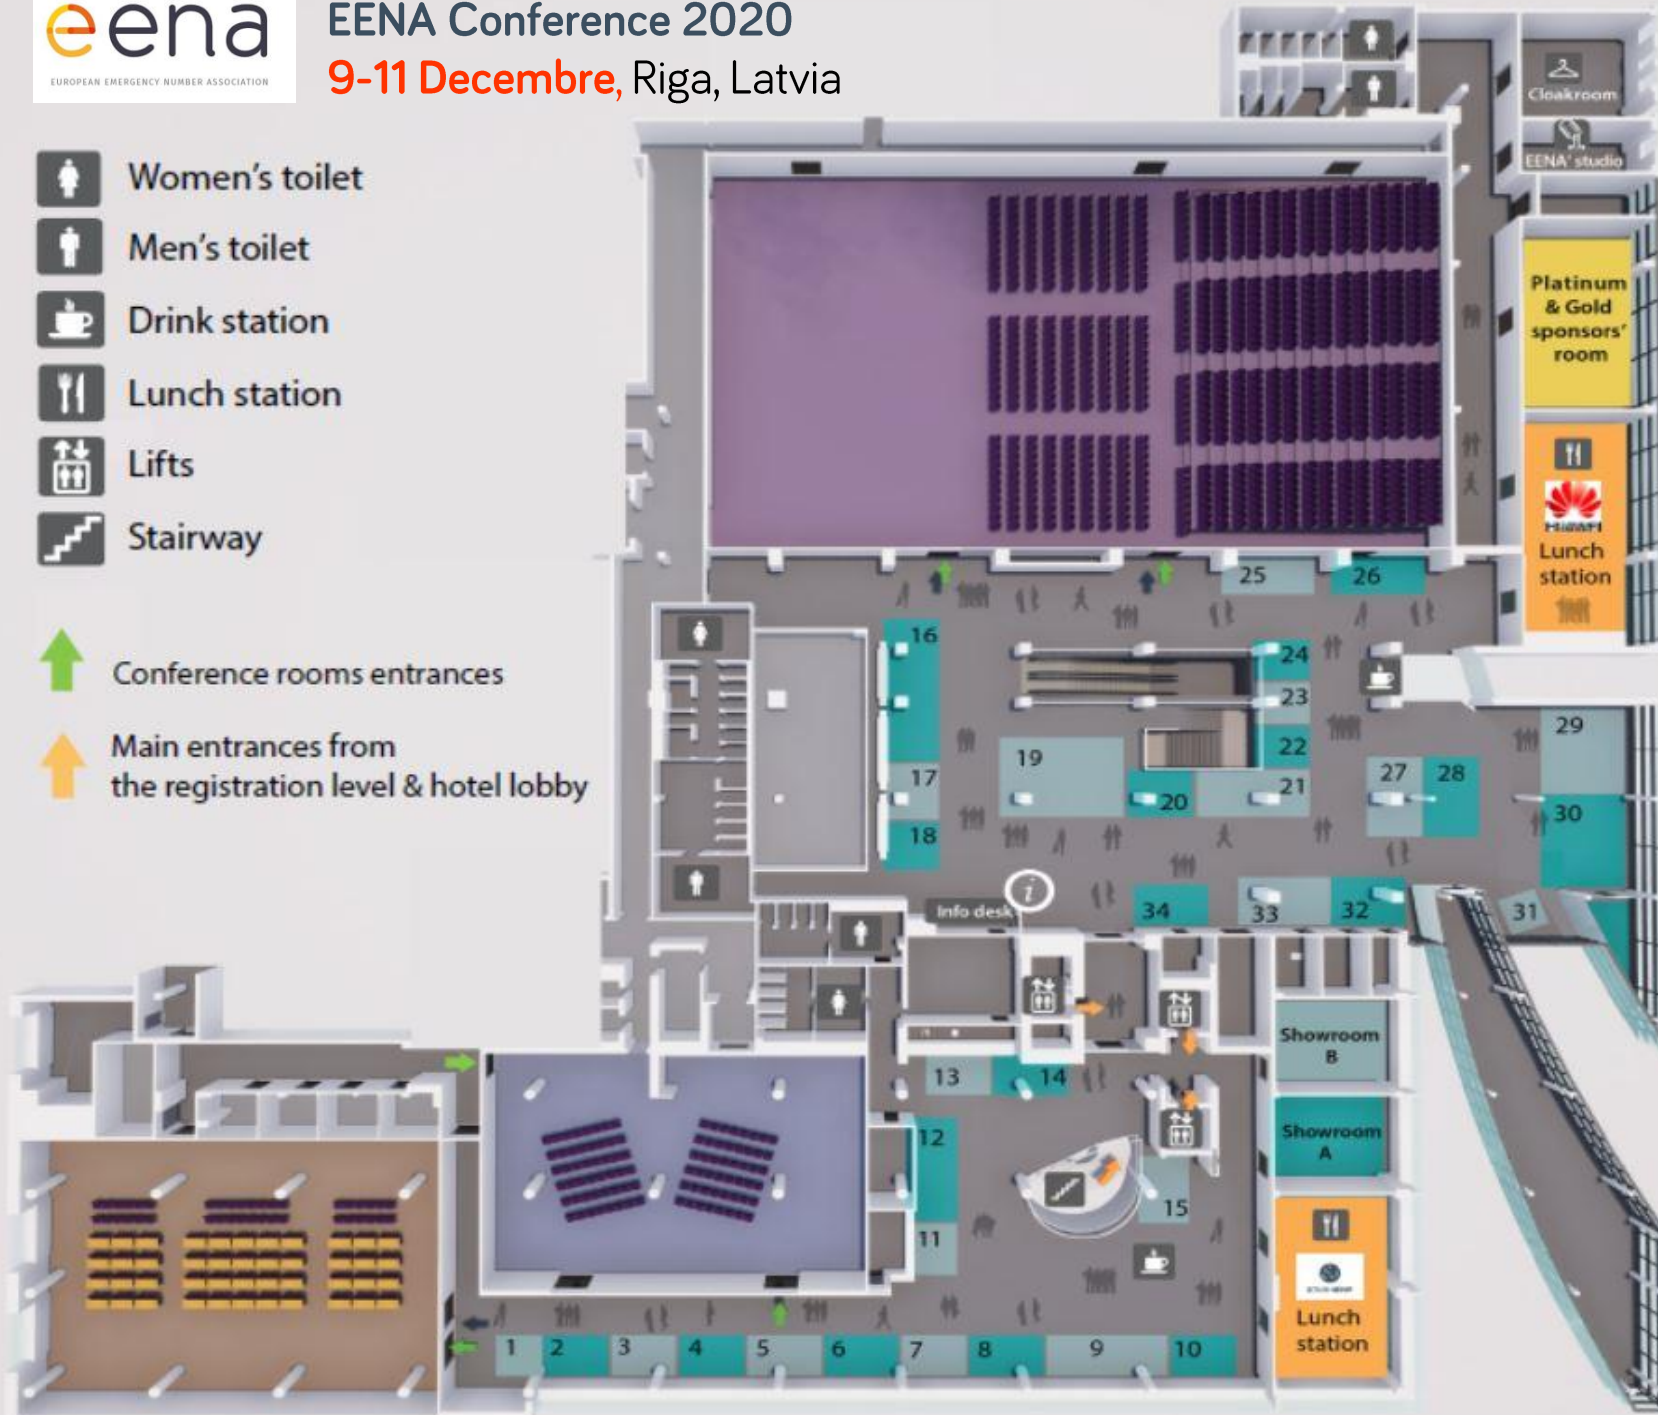 eena
EUROPEAN EMERGENCY NUMBER ASSOCIATION
EENA Conference 2020
9-11 Decembre, Riga, Latvia
Women's toilet
Men's toilet
Drink station
Lunch station
Lifts
Stairway
Conference rooms entrances
Main entrances from
the registration level & hotel lobby
Cloakroom
EENA' studio
Platinum
& Gold
sponsors'
room
HUAWEI
Lunch
station
25
26
16
24
23
22
29
19
17
27
28
21
20
30
18
i
Info desk
34
33
32
31
Showroom
B
13
14
12
Showroom
A
15
11
Lunch
station
1
2
3
4
5
6
7
8
9
10